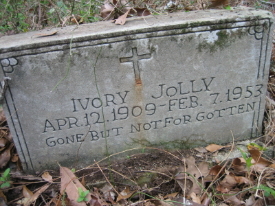 IVORY JOLLY
APR. 12. 1909 - FEB. 7. 1953
GONE BUT NOT FOR GOTTEN